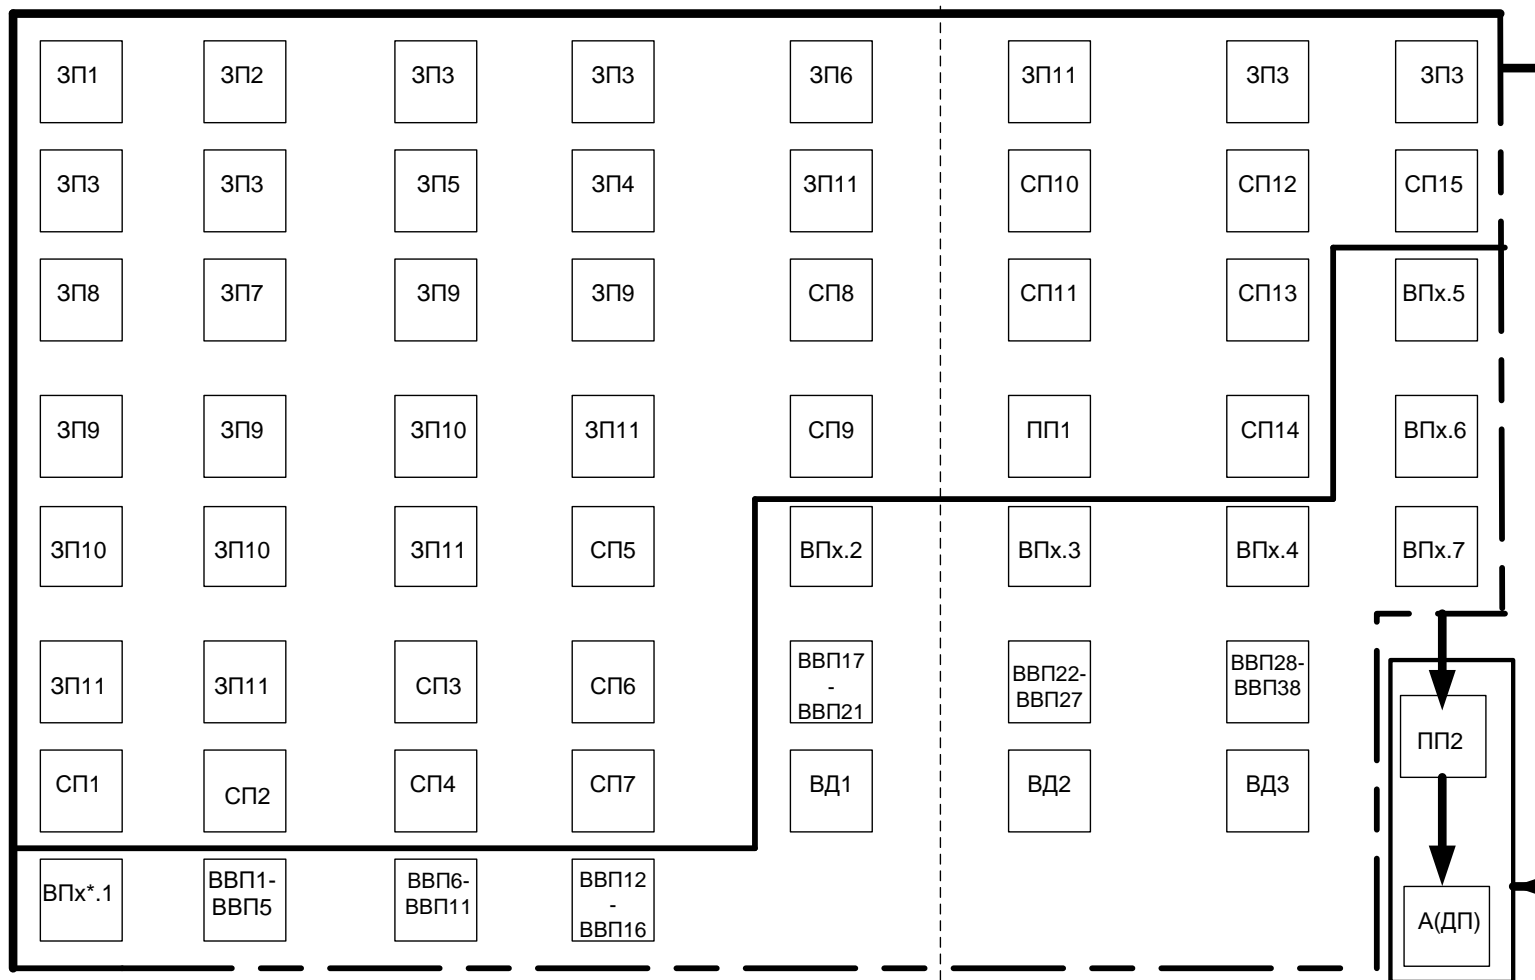 ЗП1
ЗП2
ЗП3
ЗП3
ЗП6
ЗП11
ЗП3
ЗП3
ЗП3
ЗП3
ЗП5
ЗП4
ЗП11
СП10
СП12
СП15
ЗП8
ЗП7
ЗП9
ЗП9
СП8
СП11
СП13
ВПх.5
ЗП9
ЗП9
ЗП10
ЗП11
СП9
ПП1
СП14
ВПх.6
ЗП10
ЗП10
ЗП11
СП5
ВПх.2
ВПх.3
ВПх.4
ВПх.7
ЗП11
ЗП11
СП3
СП6
ВВП17
-
ВВП21
ВВП22-
ВВП27
ВВП28-
ВВП38
ПП2
СП1
СП2
СП4
СП7
ВД1
ВД2
ВД3
ВПх*.1
ВВП1-
ВВП5
ВВП6-
ВВП11
ВВП12
-
ВВП16
А(ДП)